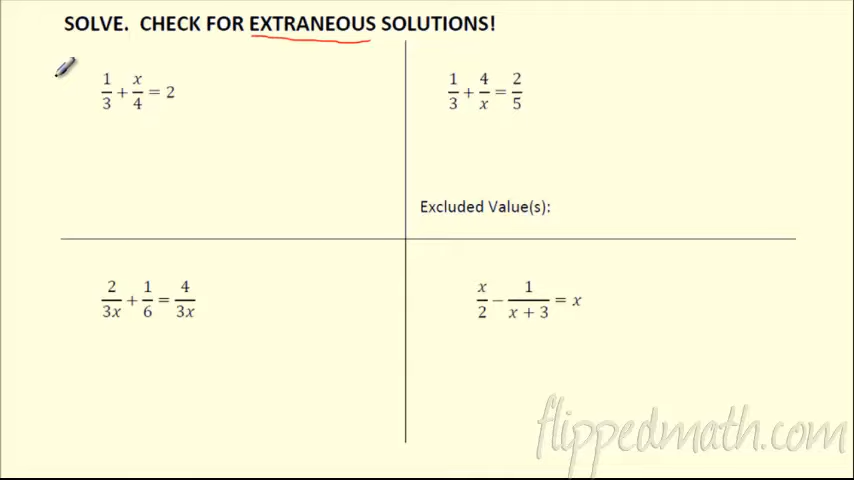 SOLVE. CHECK FOR EXTRANEOUS SOLUTIONS!
1/3 + x/4 = 2
1/3 + 4/x = 2/5
Excluded Value(s):
2/3x + 1/6 = 4/3x
x/2 − 1/(x + 3) = x
flippedmath.com